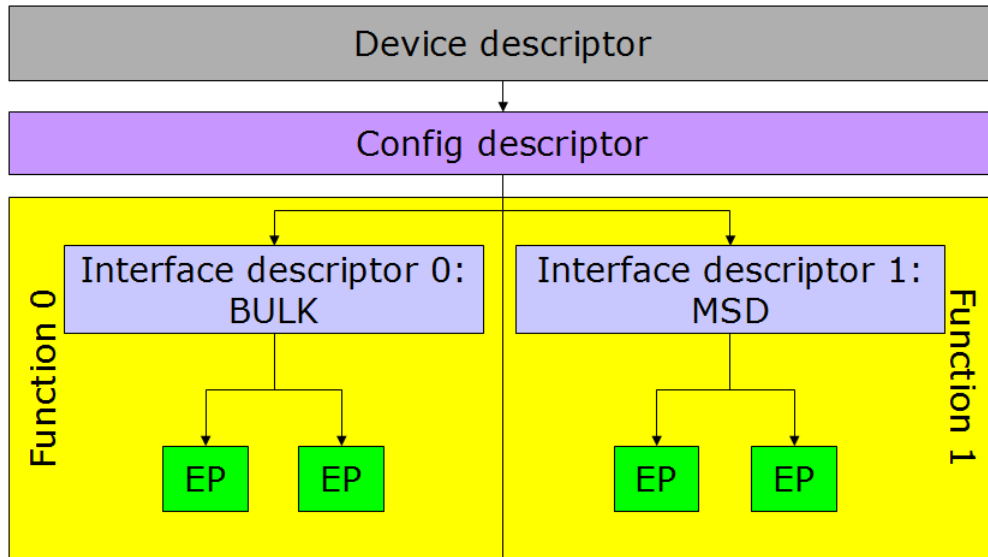 Device descriptor
Config descriptor
Function 0
Interface descriptor 0:
BULK
EP
EP
Interface descriptor 1:
MSD
EP
EP
Function 1